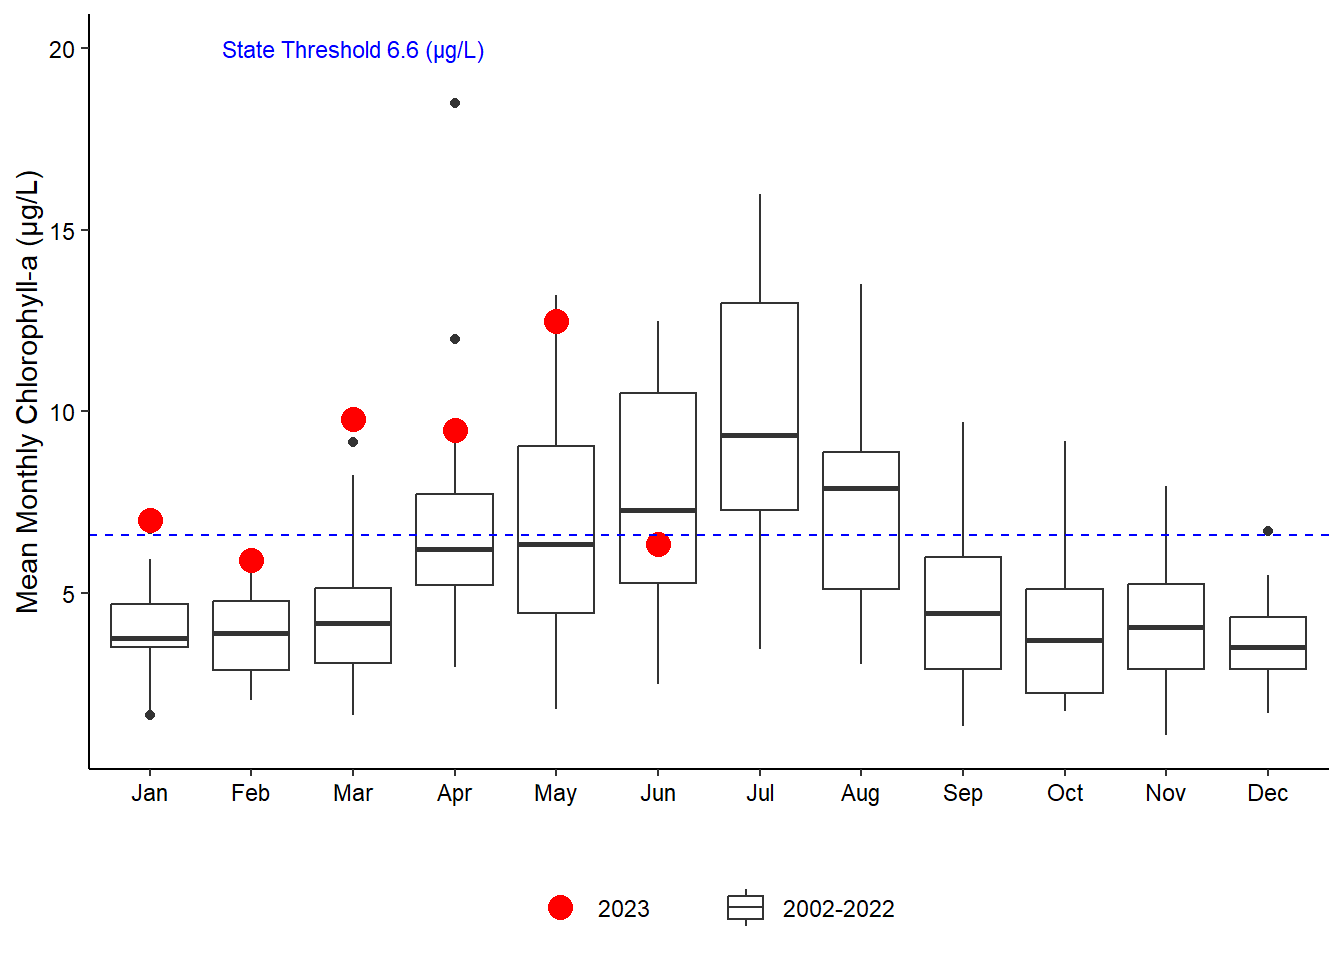 State Threshold 6.6 (µg/L)
Mean Monthly Chlorophyll-a (µg/L)
20
15
10
5
Jan Feb Mar Apr May Jun Jul Aug Sep Oct Nov Dec
2023 2002-2022